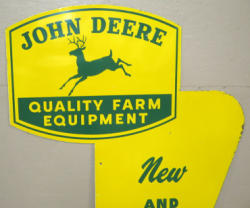 JOHN DEERE
QUALITY FARM
EQUIPMENT
New
AND